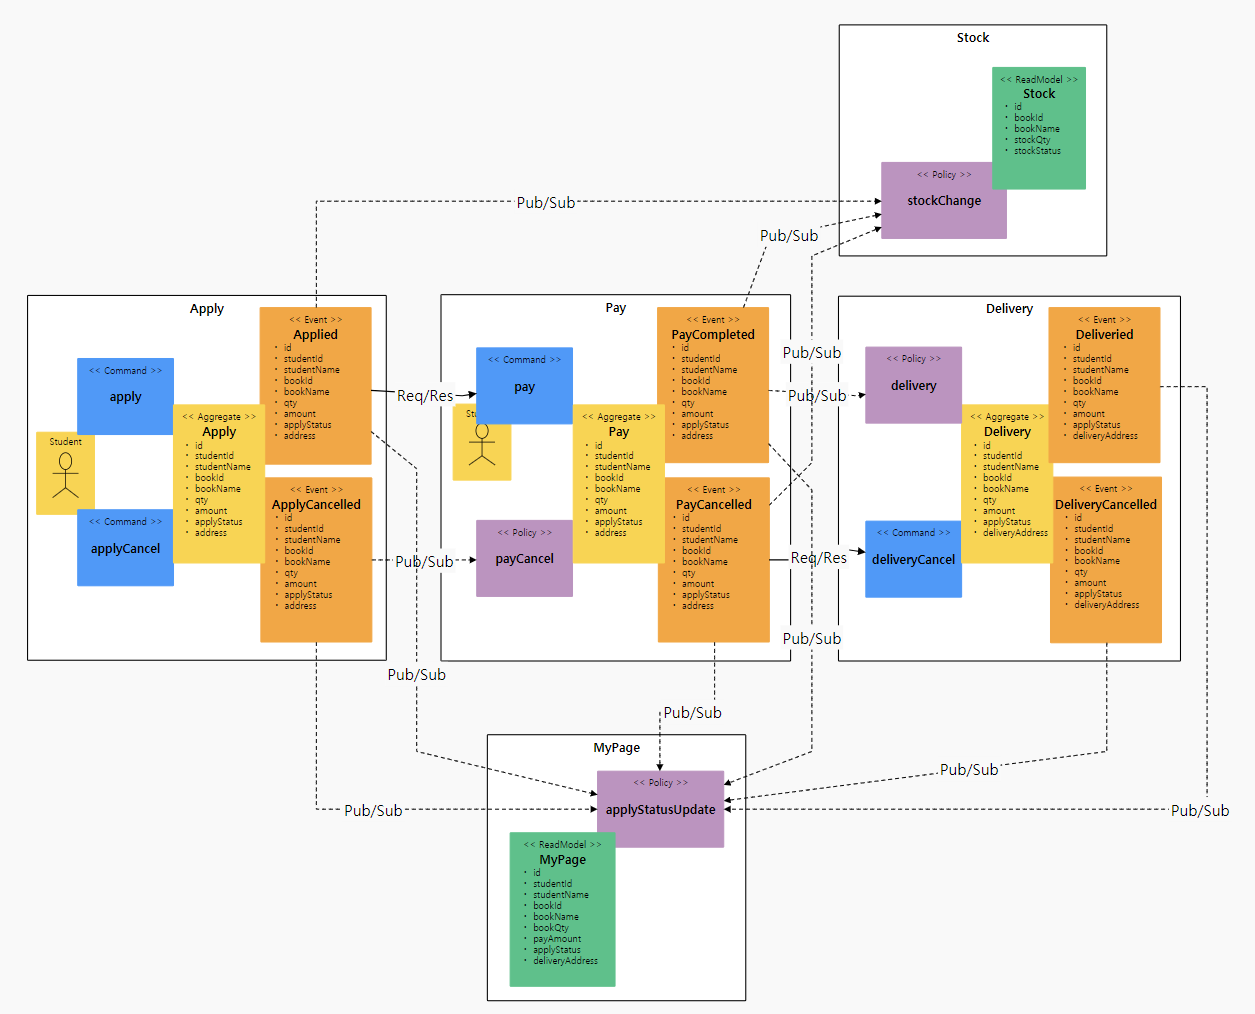 Stock
<< ReadModel >>
Stock
· id
· bookId
· bookName
· stockQty
· stockStatus
<< Policy >>
stockChange
Pub/Sub
Pub/Sub
Pub/Sub
Apply
<< Command >>
apply
Student
<< Command >>
applyCancel
<< Aggregate >>
Apply
· id
· studentId
· studentName
· bookId
· bookName
· qty
· amount
· applyStatus
· address
<< Event >>
Applied
· id
· studentId
· studentName
· bookId
· bookName
· qty
· amount
· applyStatus
· address
<< Event >>
ApplyCancelled
· id
· studentId
· studentName
· bookId
· bookName
· qty
· amount
· applyStatus
· address
Req/Res
Pub/Sub
Pub/Sub
Pub/Sub
Pay
<< Command >>
pay
Stu
<< Policy >>
payCancel
<< Aggregate >>
Pay
· id
· studentId
· studentName
· bookId
· bookName
· qty
· amount
· applyStatus
· address
<< Event >>
PayCompleted
· id
· studentId
· studentName
· bookId
· bookName
· qty
· amount
· applyStatus
· address
<< Event >>
PayCancelled
· id
· studentId
· studentName
· bookId
· bookName
· qty
· amount
· applyStatus
· address
Pub/Sub
Req/Res
Pub/Sub
Pub/Sub
Delivery
<< Policy >>
delivery
<< Command >>
deliveryCancel
<< Aggregate >>
Delivery
· id
· studentId
· studentName
· bookId
· bookName
· qty
· amount
· applyStatus
· deliveryAddress
<< Event >>
Deliveried
· id
· studentId
· studentName
· bookId
· bookName
· qty
· amount
· applyStatus
· deliveryAddress
<< Event >>
DeliveryCancelled
· id
· studentId
· studentName
· bookId
· bookName
· qty
· amount
· applyStatus
· deliveryAddress
Pub/Sub
Pub/Sub
MyPage
<< Policy >>
applyStatusUpdate
<< ReadModel >>
MyPage
· id
· studentId
· studentName
· bookId
· bookName
· bookQty
· payAmount
· applyStatus
· deliveryAddress